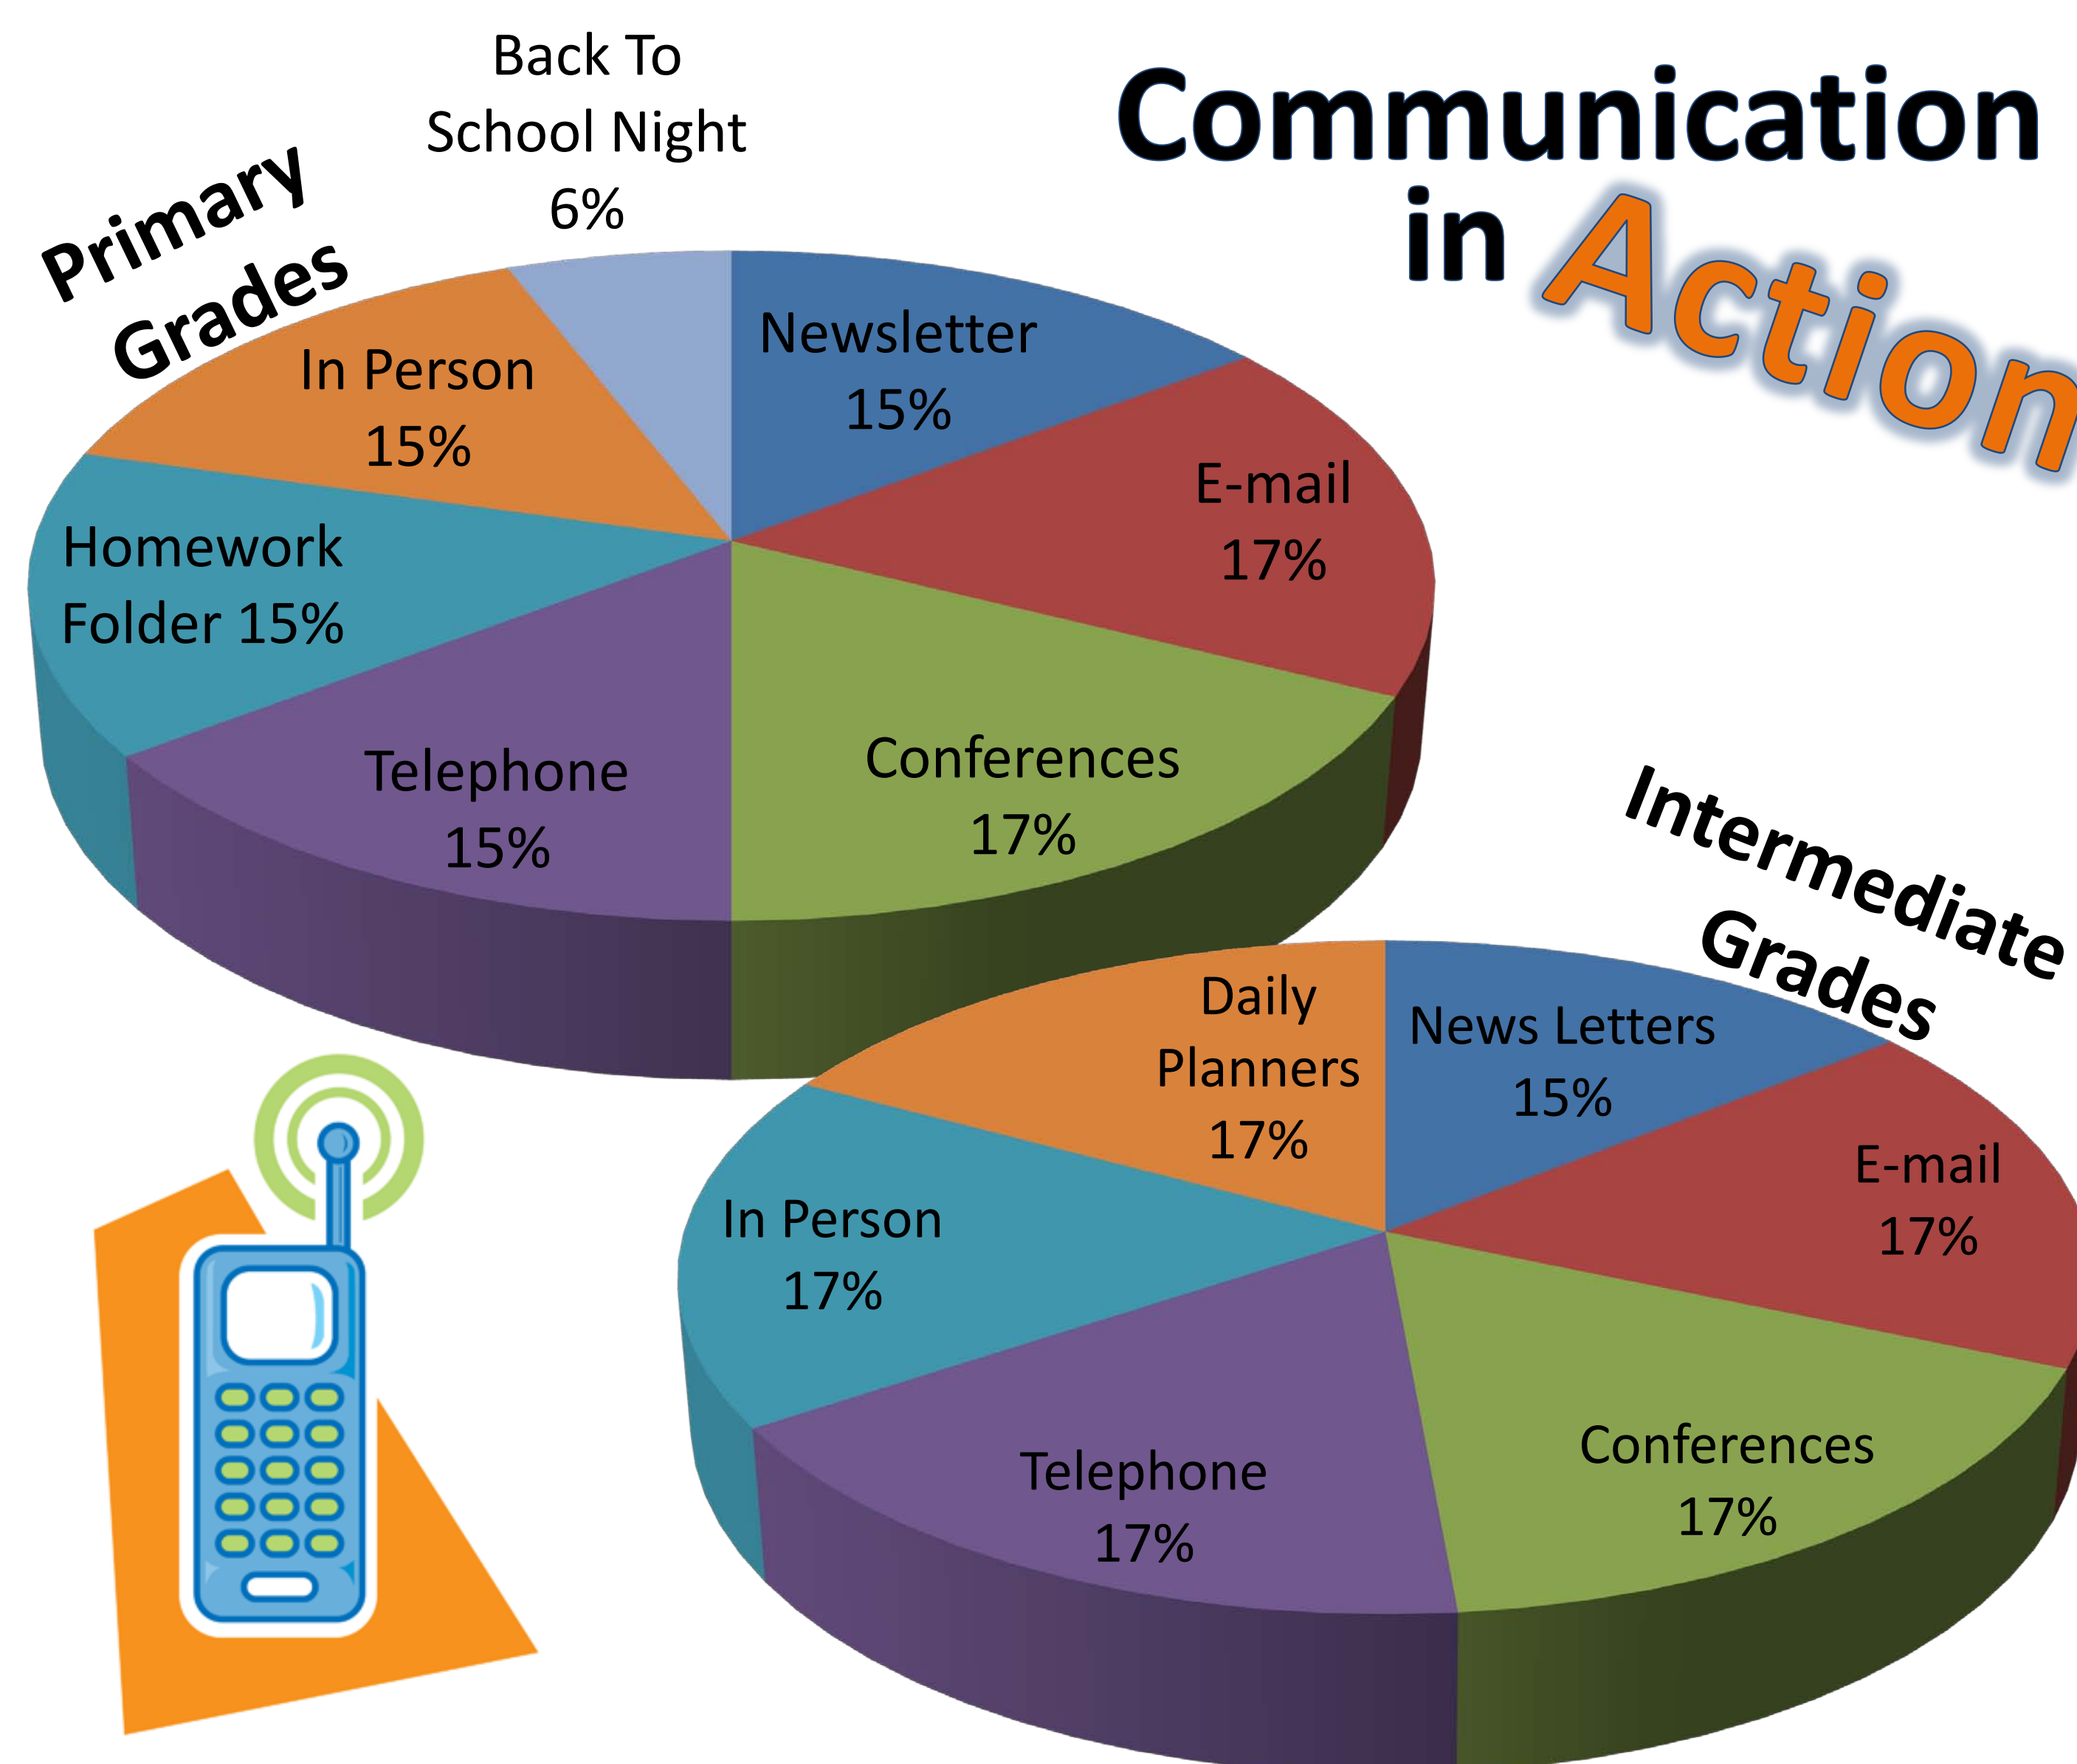 Communication
in Action
Primary
Grades
Back To
School Night
6%
Newsletter
15%
E-mail
17%
Conferences
17%
Telephone
15%
Homework
Folder 15%
In Person
15%
Intermediate
Grades
News Letters
15%
E-mail
17%
Conferences
17%
Telephone
17%
In Person
17%
Daily
Planners
17%